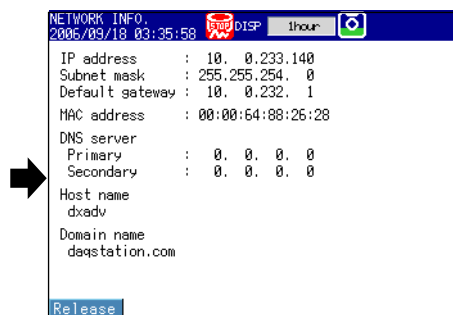 NETWORK INFO.
2006/09/18 03:35:58 STOP DISP 1hour
IP address : 10. 0.233.140
Subnet mask : 255.255.254. 0
Default gateway : 10. 0.232. 1
MAC address : 00:00:64:88:26:28
DNS server
Primary : 0. 0. 0. 0
Secondary : 0. 0. 0. 0
Host name
dxadv
Domain name
daqstation.com
Release